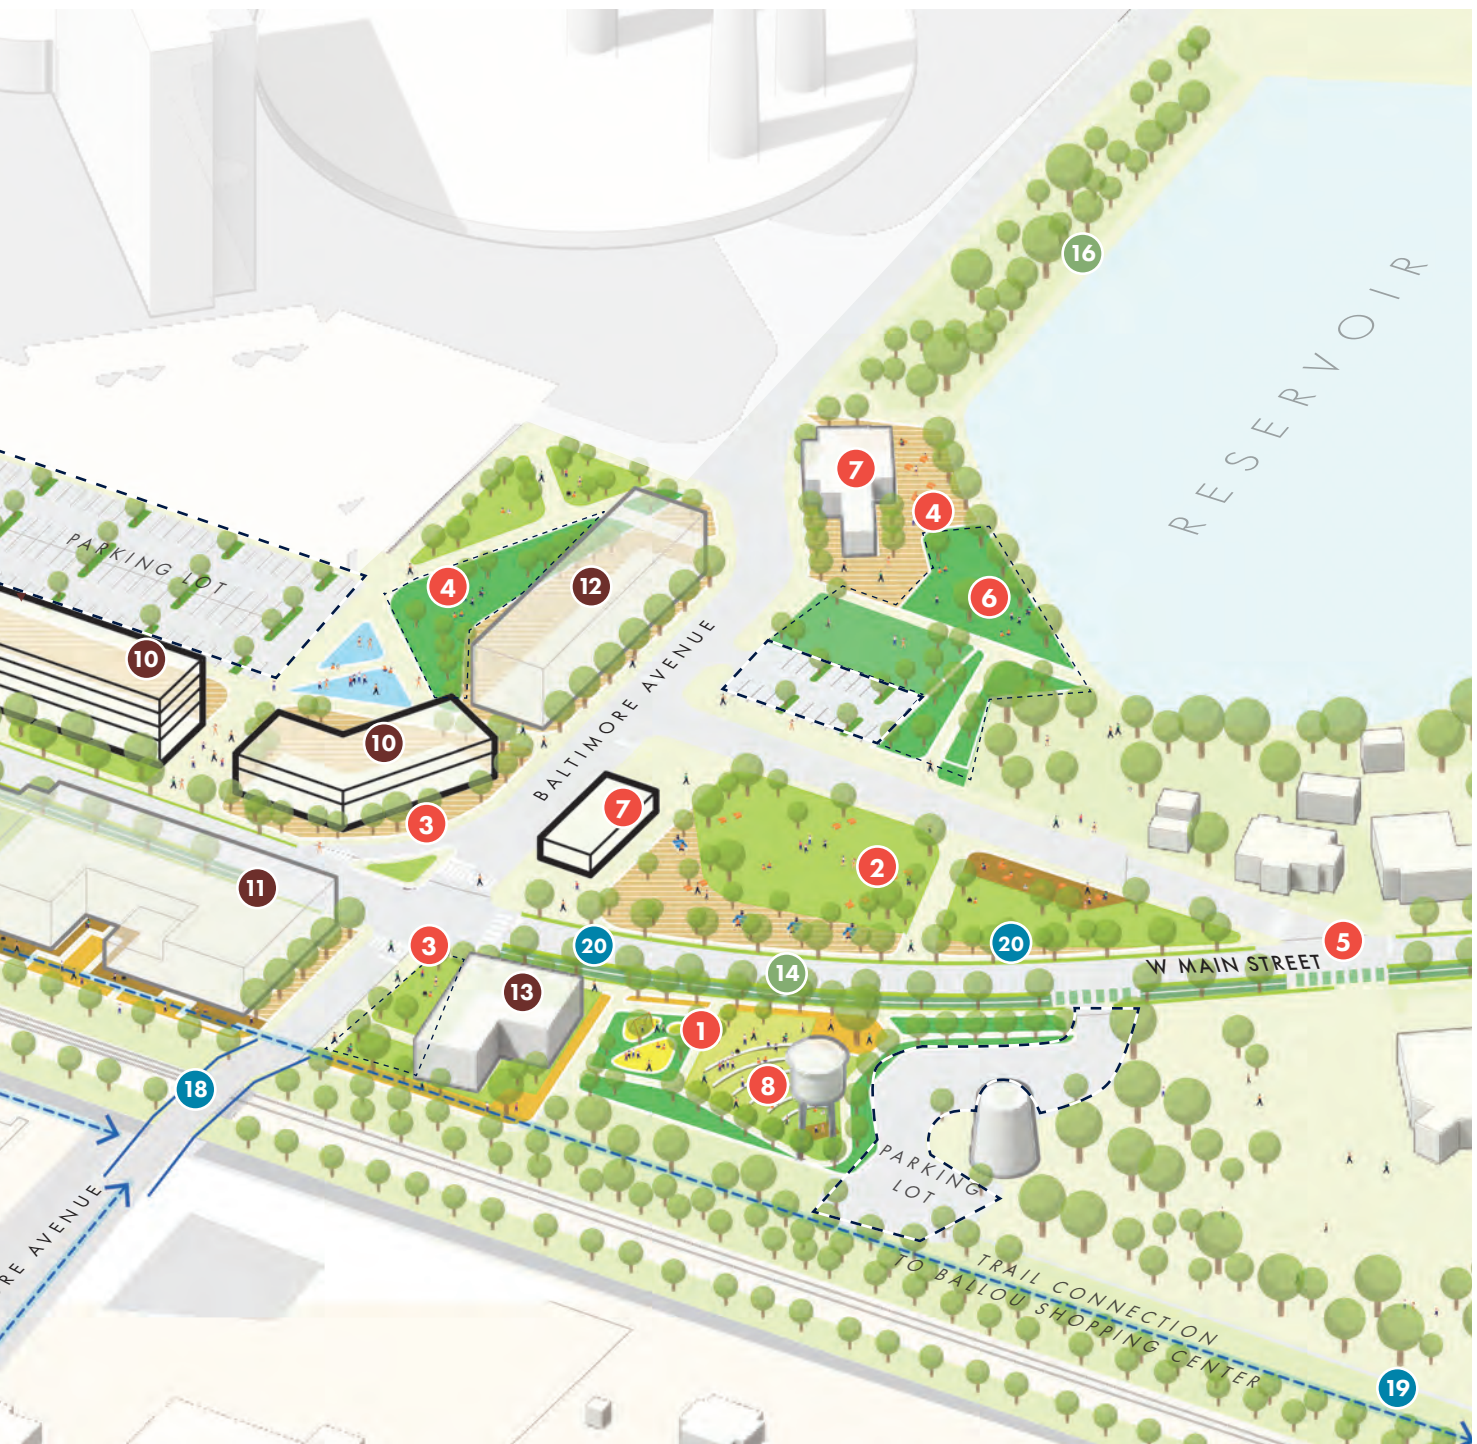 16
RESERVOIR
7
4
PARKING LOT
4
12
6
10
BALTIMORE AVENUE
10
7
3
2
11
3
20
20
5
W MAIN STREET
14
13
1
8
18
PARKING
LOT
RE AVENUE
TRAIL CONNECTION
TO BALLOU SHOPPING CENTER
19